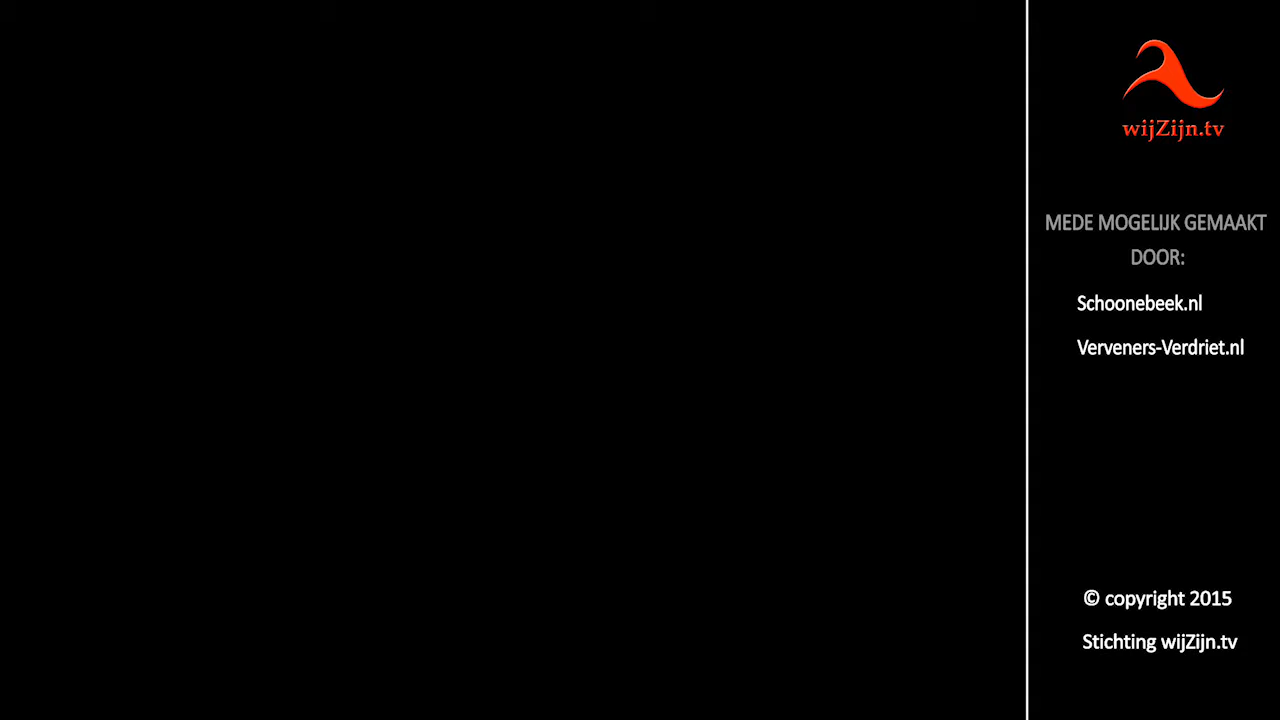 wijZijn.tv
MEDE MOGELIJK GEMAAKT
DOOR:
Schoonebeek.nl
Verveners-Verdriet.nl
© copyright 2015
Stichting wijZijn.tv